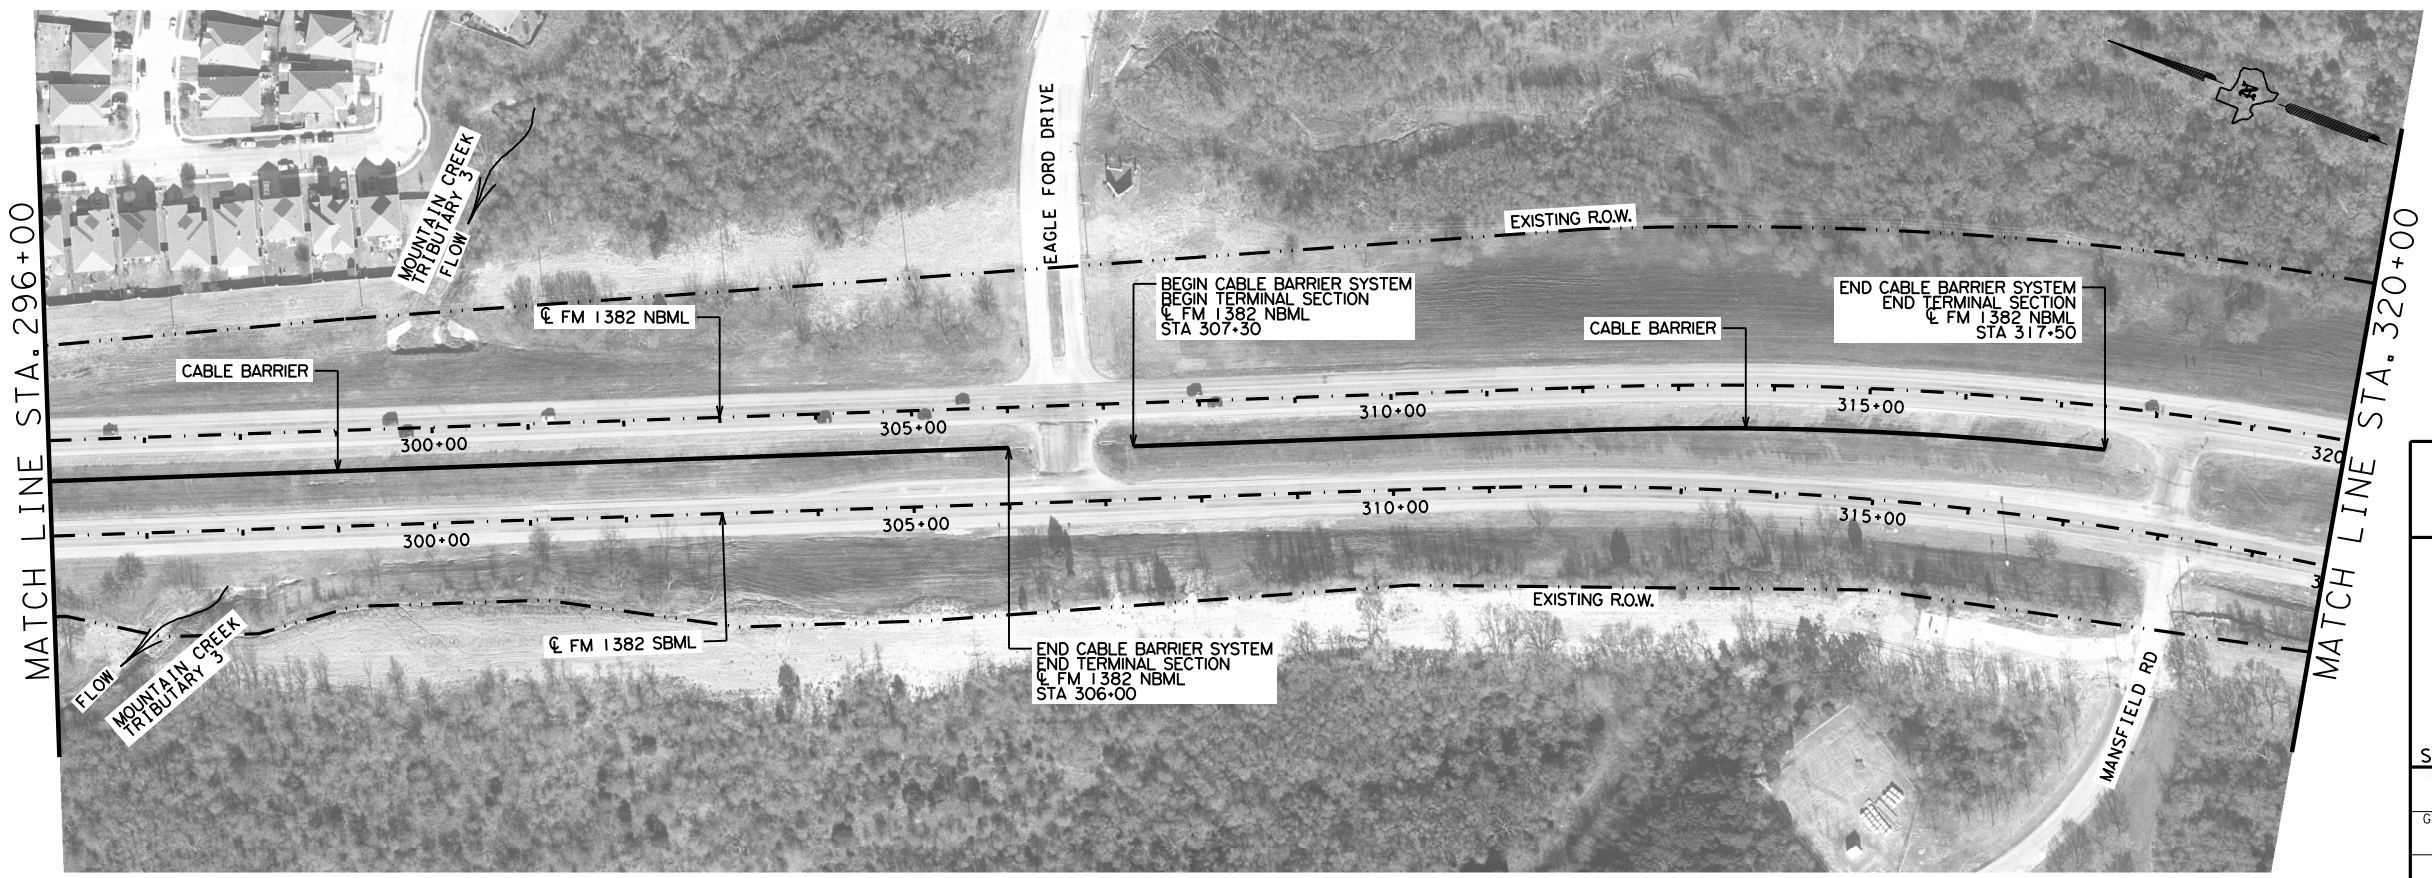 MATCH LINE STA. 296+00
MOUNTAIN CREEK
TRIBUTARY 3
FLOW
EAGLE FORD DRIVE
N
EXISTING R.O.W.
MATCH LINE STA. 320+00
℄ FM 1382 NBML
BEGIN CABLE BARRIER SYSTEM
BEGIN TERMINAL SECTION
℄ FM 1382 NBML
STA 307+30
CABLE BARRIER
END CABLE BARRIER SYSTEM
END TERMINAL SECTION
℄ FM 1382 NBML
STA 317+50
CABLE BARRIER
300+00
305+00
310+00
315+00
320
300+00
305+00
310+00
315+00
3
FLOW
MOUNTAIN CREEK
TRIBUTARY 3
℄ FM 1382 SBML
END CABLE BARRIER SYSTEM
END TERMINAL SECTION
℄ FM 1382 NBML
STA 306+00
EXISTING R.O.W.
MANSFIELD RD
S
G